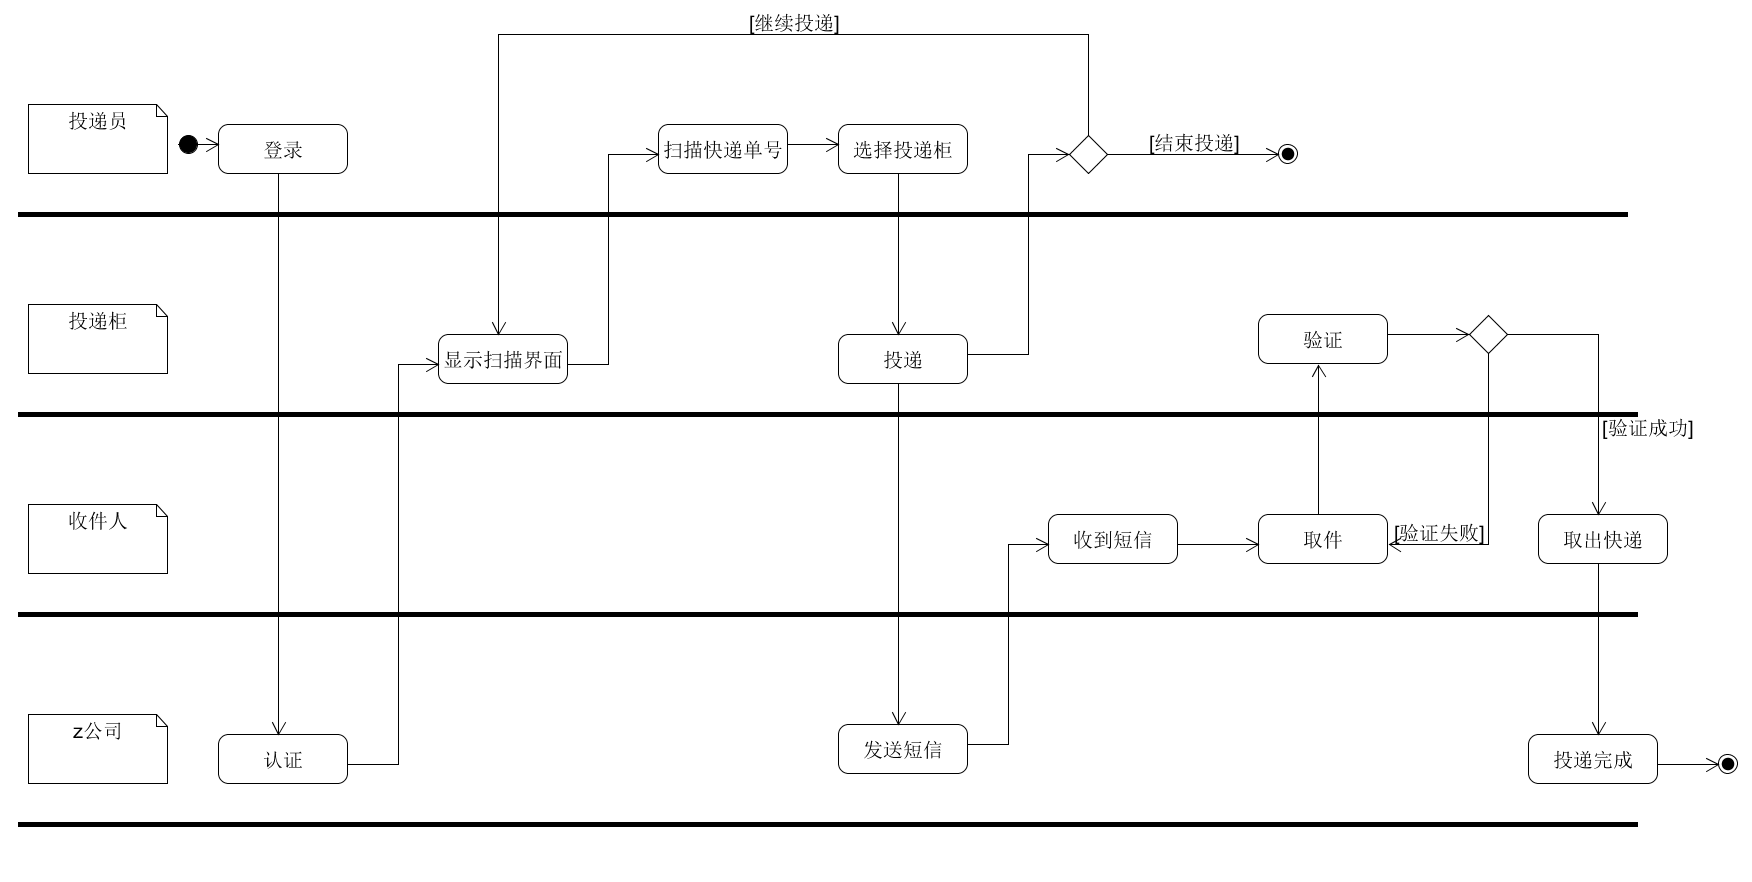 [继续投递]
投递员
登录
扫描快递单号
选择投递柜
[结束投递]
投递柜
显示扫描界面
投递
验证
[验证成功]
收件人
收到短信
取件
[验证失败]
取出快递
z公司
认证
发送短信
投递完成